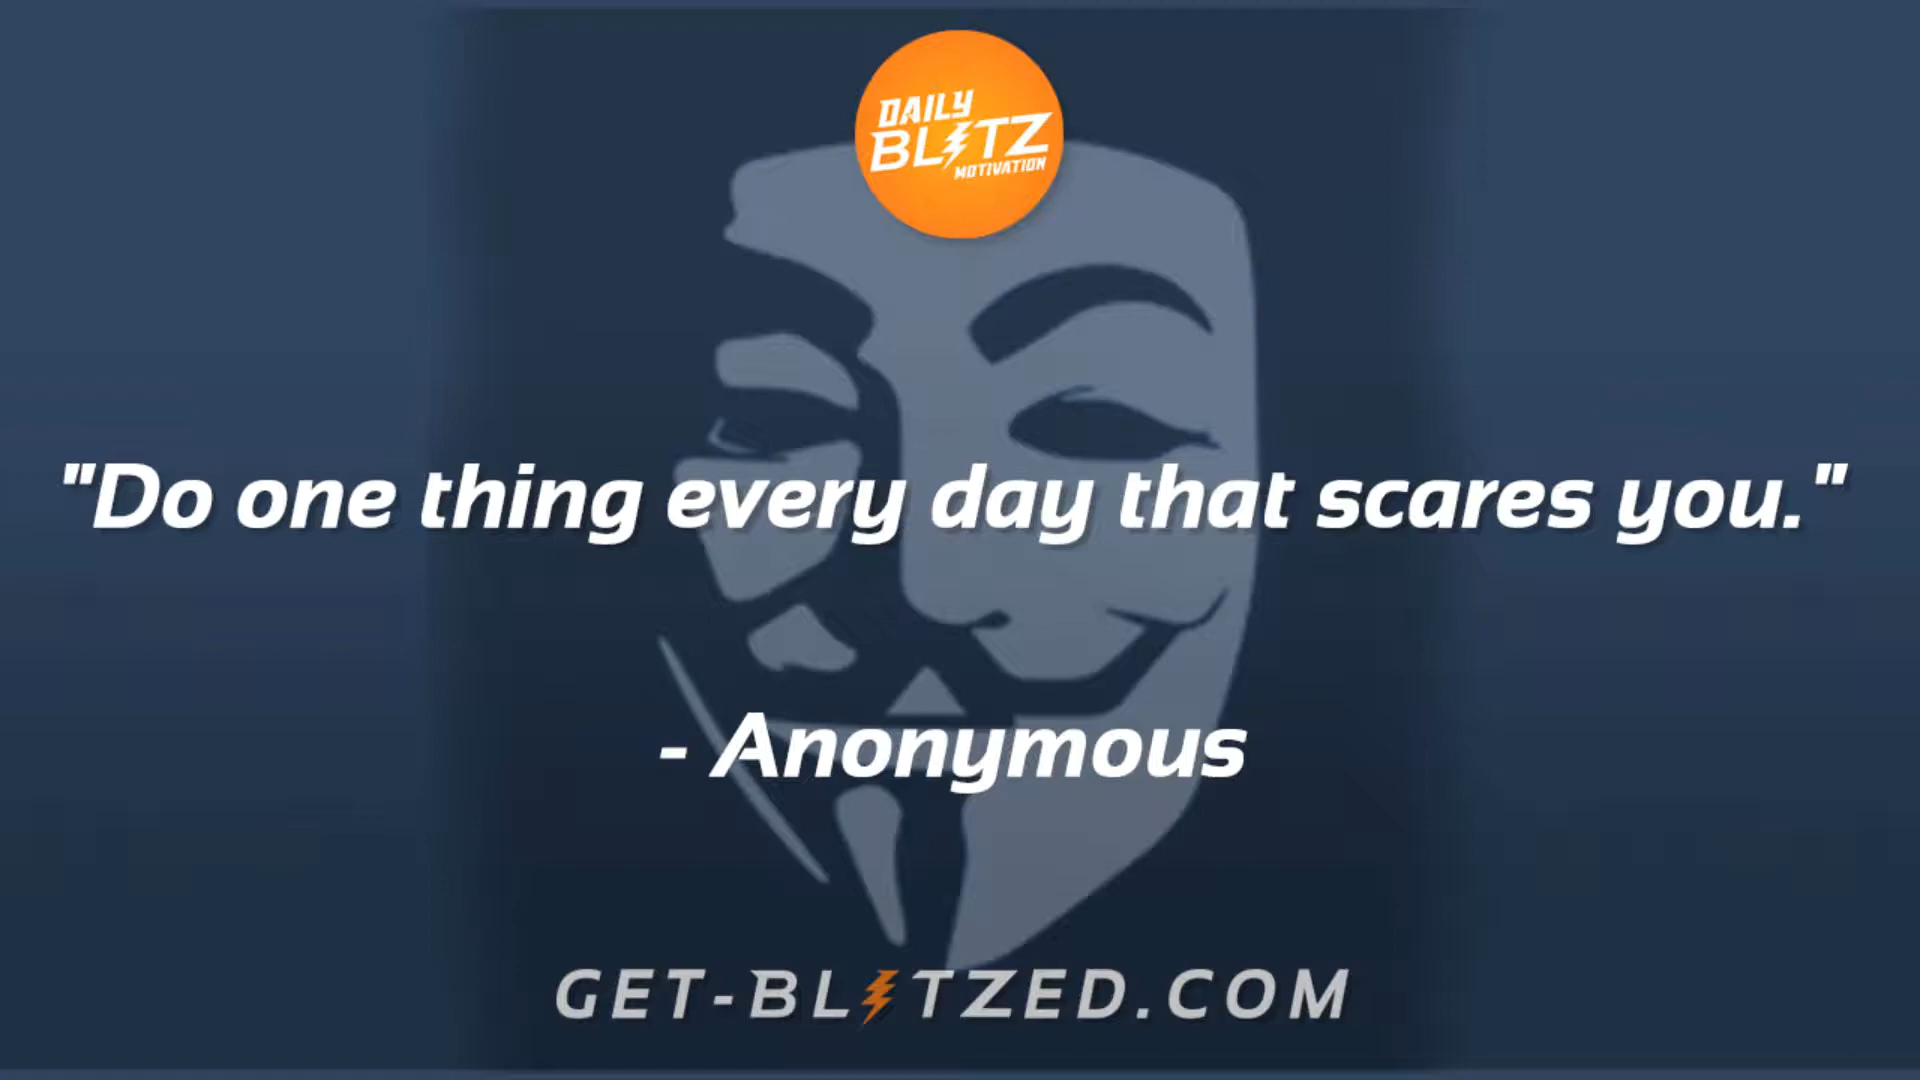 DAILY
BLITZ
MOTIVATION
"Do one thing every day that scares you."
- Anonymous
GET-BLITZED.COM